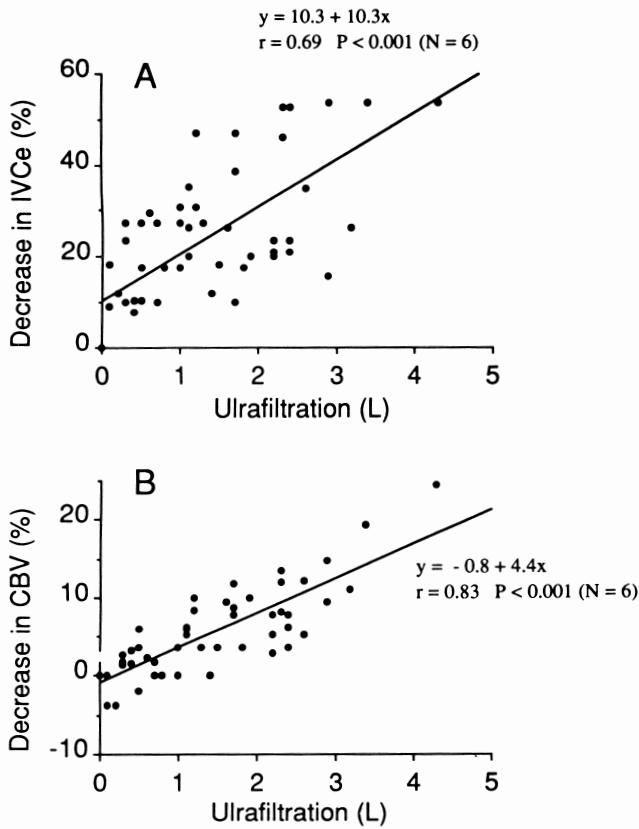 y = 10.3 + 10.3x
r = 0.69 P < 0.001 (N = 6)
A
Decrease in IVCe (%)
60
40
20
0
0 1 2 3 4 5
Ulrafiltration (L)
B
Decrease in CBV (%)
20
10
0
-10
y = - 0.8 + 4.4x
r = 0.83 P < 0.001 (N = 6)
0 1 2 3 4 5
Ulrafiltration (L)